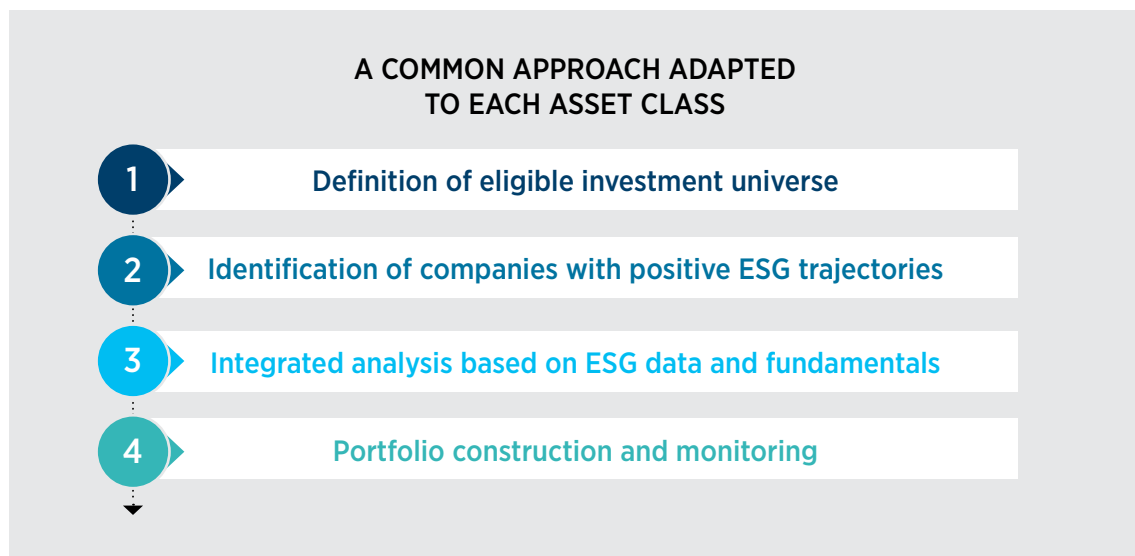 A COMMON APPROACH ADAPTED
TO EACH ASSET CLASS
1 Definition of eligible investment universe
2 Identification of companies with positive ESG trajectories
3 Integrated analysis based on ESG data and fundamentals
4 Portfolio construction and monitoring